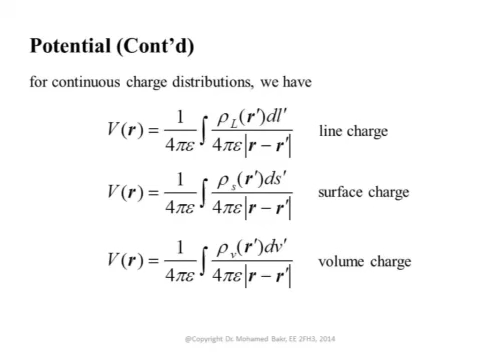 Potential (Cont'd)
for continuous charge distributions, we have
V(r) = 1/4πε ∫ ρ_L(r′)dl′/4πε|r − r′| line charge
V(r) = 1/4πε ∫ ρ_s(r′)ds′/4πε|r − r′| surface charge
V(r) = 1/4πε ∫ ρ_v(r′)dv′/4πε|r − r′| volume charge
@Copyright Dr. Mohamed Bakr, EE 2FH3, 2014